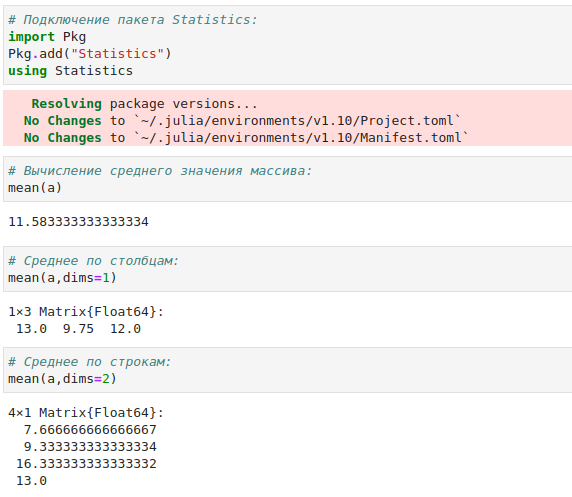 # Подключение пакета Statistics:
import Pkg
Pkg.add("Statistics")
using Statistics
Resolving package versions...
No Changes to `~/.julia/environments/v1.10/Project.toml`
No Changes to `~/.julia/environments/v1.10/Manifest.toml`
# Вычисление среднего значения массива:
mean(a)
11.583333333333334
# Среднее по столбцам:
mean(a,dims=1)
1×3 Matrix{Float64}:
13.0  9.75  12.0
# Среднее по строкам:
mean(a,dims=2)
4×1 Matrix{Float64}:
7.666666666666667
9.333333333333334
16.333333333333332
13.0